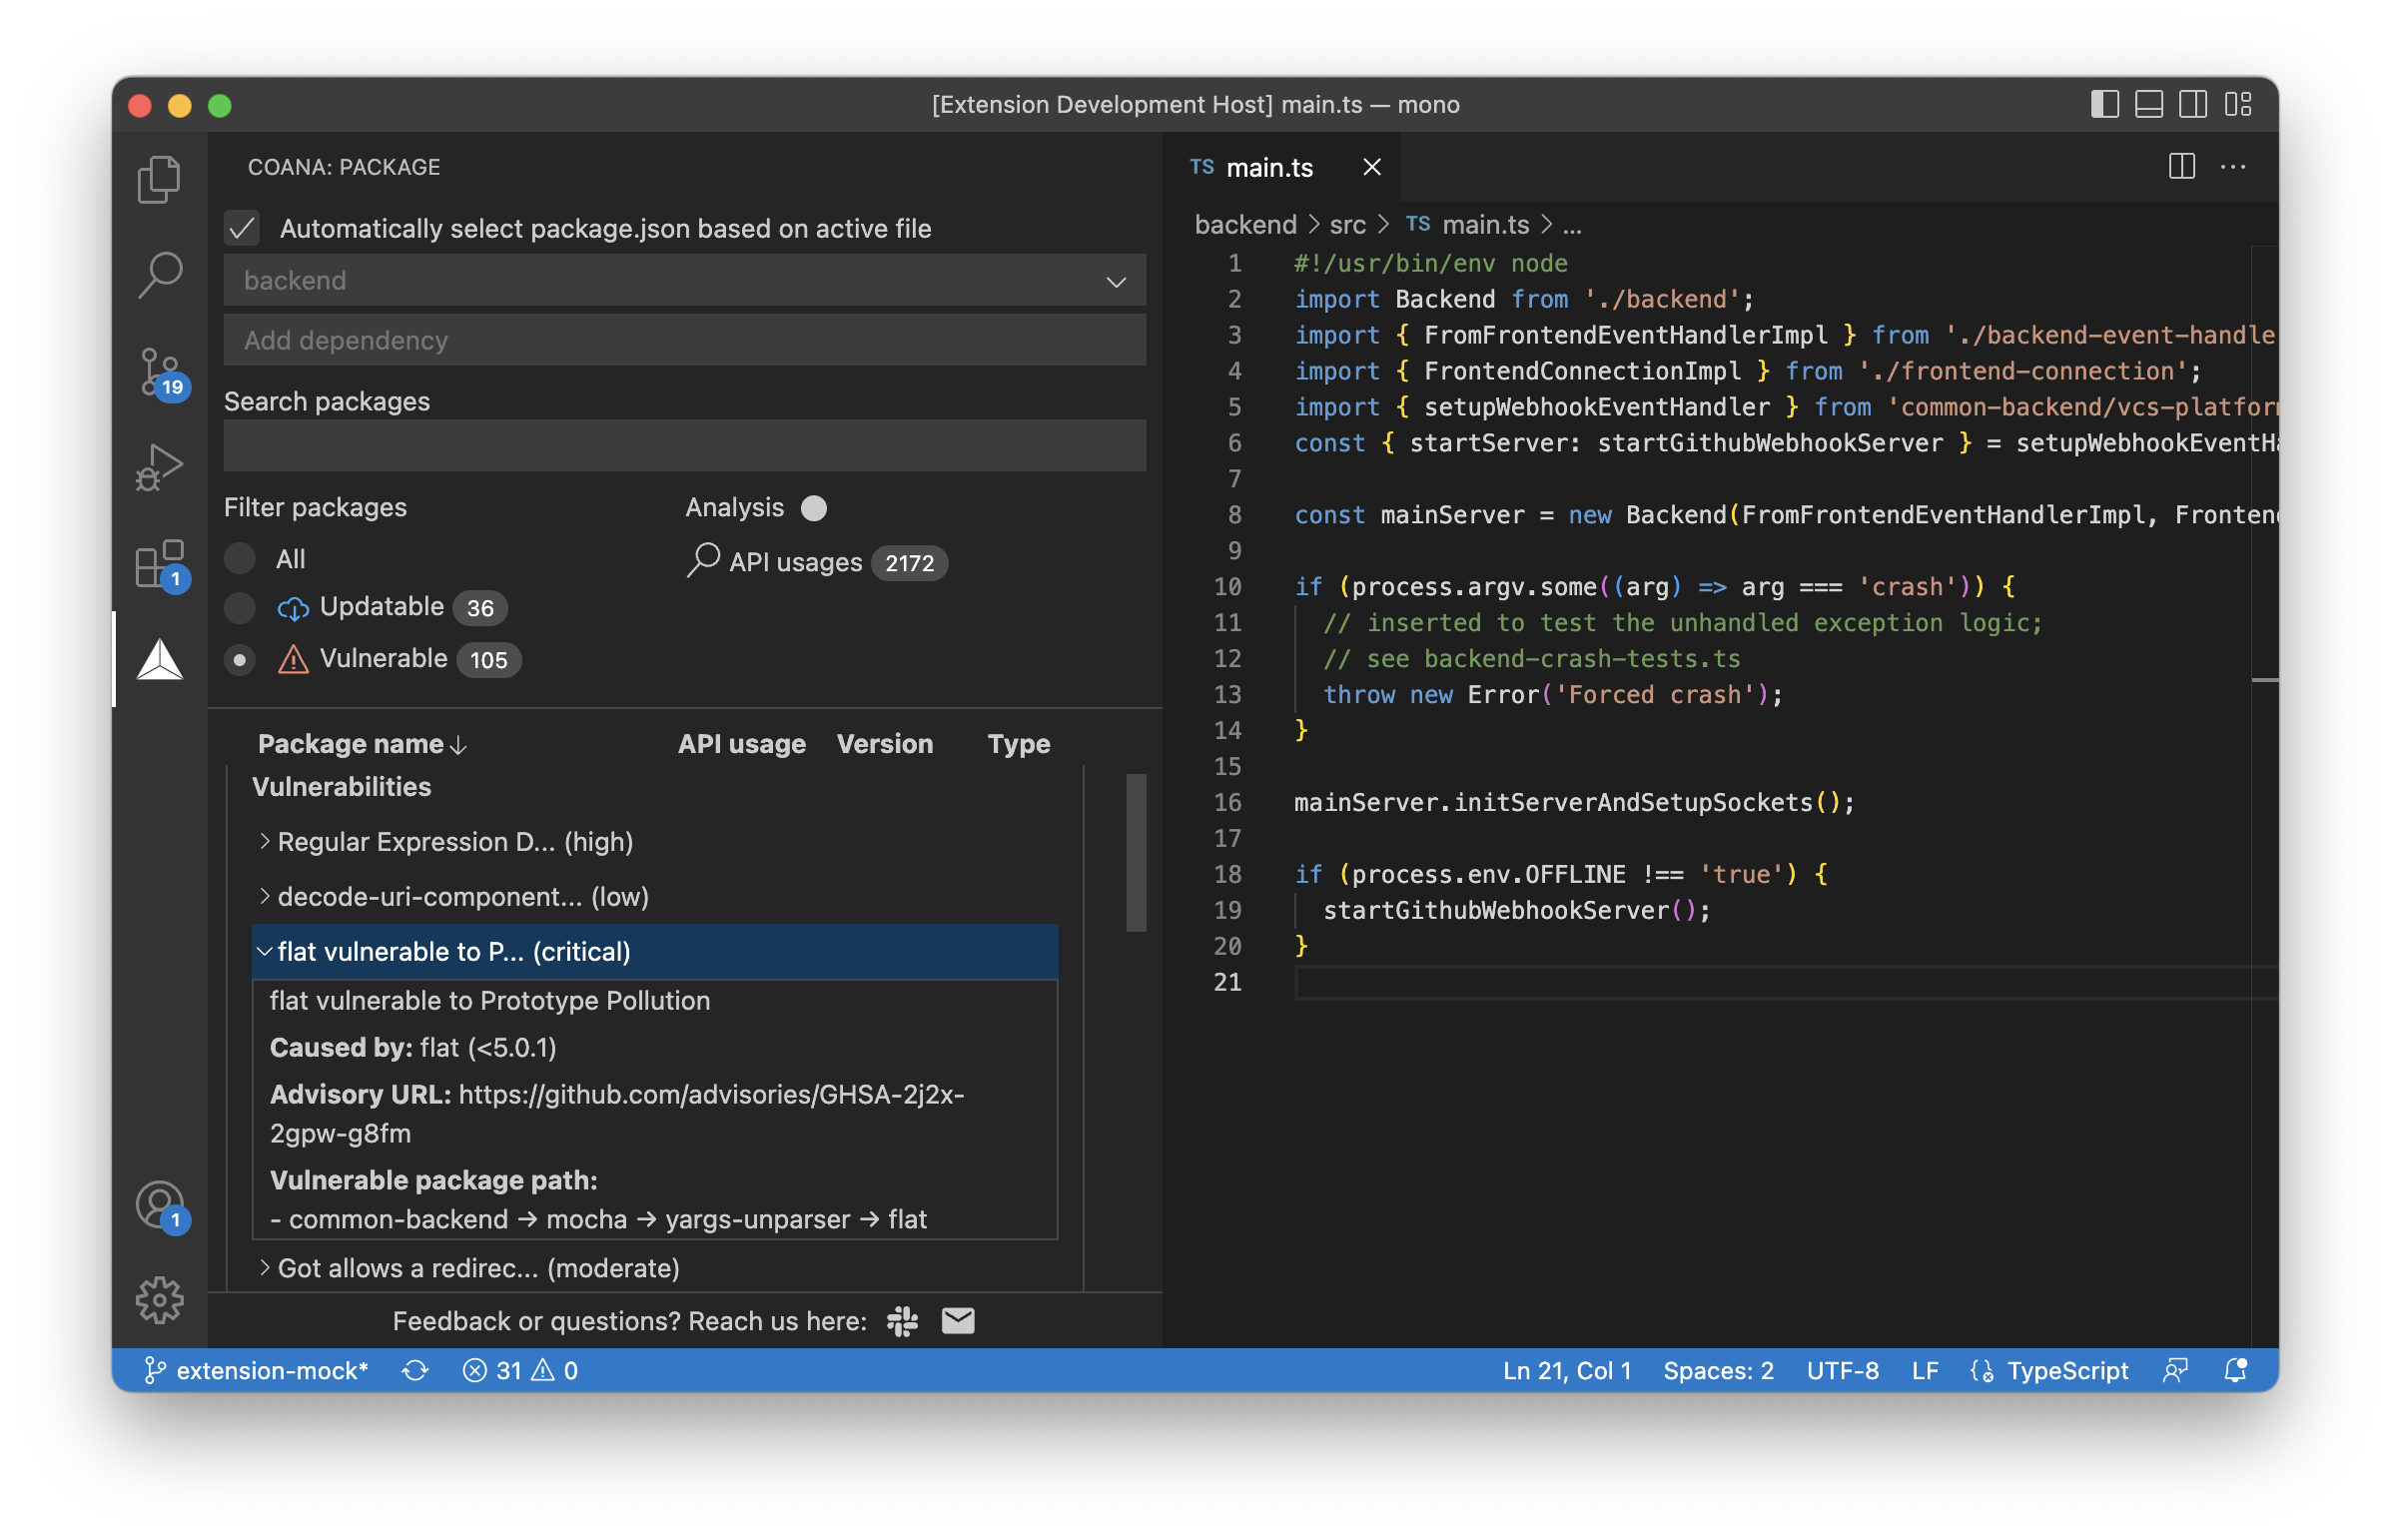 [Extension Development Host] main.ts — mono
COANA: PACKAGE
Automatically select package.json based on active file
backend
Add dependency
Search packages
Filter packages
Analysis
All
API usages 2172
Updatable 36
Vulnerable 105
Package name API usage Version Type
Vulnerabilities
Regular Expression D... (high)
decode-uri-component... (low)
flat vulnerable to P... (critical)
flat vulnerable to Prototype Pollution
Caused by: flat (<5.0.1)
Advisory URL: https://github.com/advisories/GHSA-2j2x-
2gpw-g8fm
Vulnerable package path:
- common-backend → mocha → yargs-unparser → flat
Got allows a redirec... (moderate)
Feedback or questions? Reach us here:
19
1
1
TS main.ts
backend > src > TS main.ts > ...
1 #!/usr/bin/env node
2 import Backend from './backend';
3 import { FromFrontendEventHandlerImpl } from './backend-event-handle
4 import { FrontendConnectionImpl } from './frontend-connection';
5 import { setupWebhookEventHandler } from 'common-backend/vcs-platform
6 const { startServer: startGithubWebhookServer } = setupWebhookEventHa
7
8 const mainServer = new Backend(FromFrontendEventHandlerImpl, Frontend
9
10 if (process.argv.some((arg) => arg === 'crash')) {
11 // inserted to test the unhandled exception logic;
12 // see backend-crash-tests.ts
13 throw new Error('Forced crash');
14 }
15
16 mainServer.initServerAndSetupSockets();
17
18 if (process.env.OFFLINE !== 'true') {
19 startGithubWebhookServer();
20 }
21
extension-mock* 31 0
Ln 21, Col 1 Spaces: 2 UTF-8 LF TypeScript